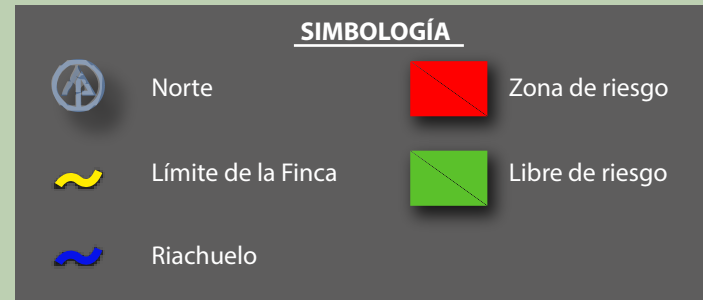 SIMBOLOGÍA
Norte
Zona de riesgo
Límite de la Finca
Libre de riesgo
Riachuelo